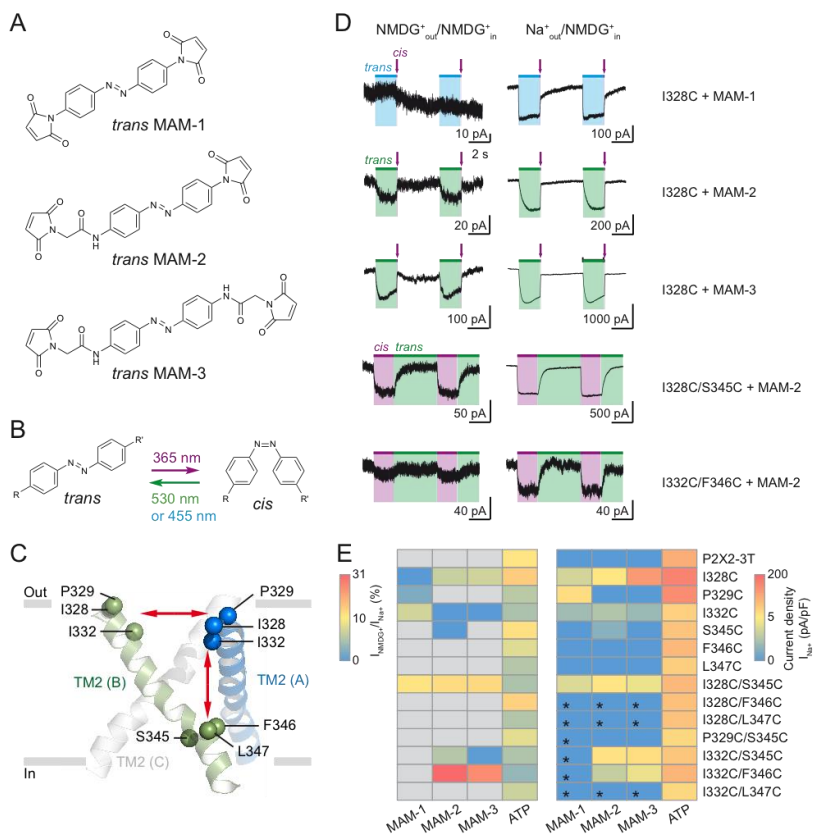 A
O
N
N
N
O
O
N
O
trans MAM-1
O
N
O
N
N
O
O
N
O
N
H
O
trans MAM-2
H
N
O
N
O
O
N
N
O
N
O
N
H
O
trans MAM-3
B
R'
N
N
R
trans
365 nm
530 nm
or 455 nm
N=N
R
R'
cis
C
Out
P329
I328
I332
P329
I328
I332
TM2 (B)
TM2 (A)
S345
F346
L347
TM2 (C)
In
D
NMDG⁺out/NMDG⁺in
Na⁺out/NMDG⁺in
cis
trans
10 pA
2 s
100 pA
I328C + MAM-1
trans
20 pA
200 pA
I328C + MAM-2
100 pA
1000 pA
I328C + MAM-3
cis trans
50 pA
500 pA
I328C/S345C + MAM-2
40 pA
40 pA
I332C/F346C + MAM-2
E
31
10
0
I NMDG+/I Na+ (%)
200
60
0
Current density
I Na+ (pA/pF)
P2X2-3T
I328C
P329C
I332C
S345C
F346C
L347C
I328C/S345C
* * * I328C/F346C
* * * I328C/L347C
* P329C/S345C
* I332C/S345C
* I332C/F346C
* * * I332C/L347C
MAM-1 MAM-2 MAM-3 ATP
MAM-1 MAM-2 MAM-3 ATP